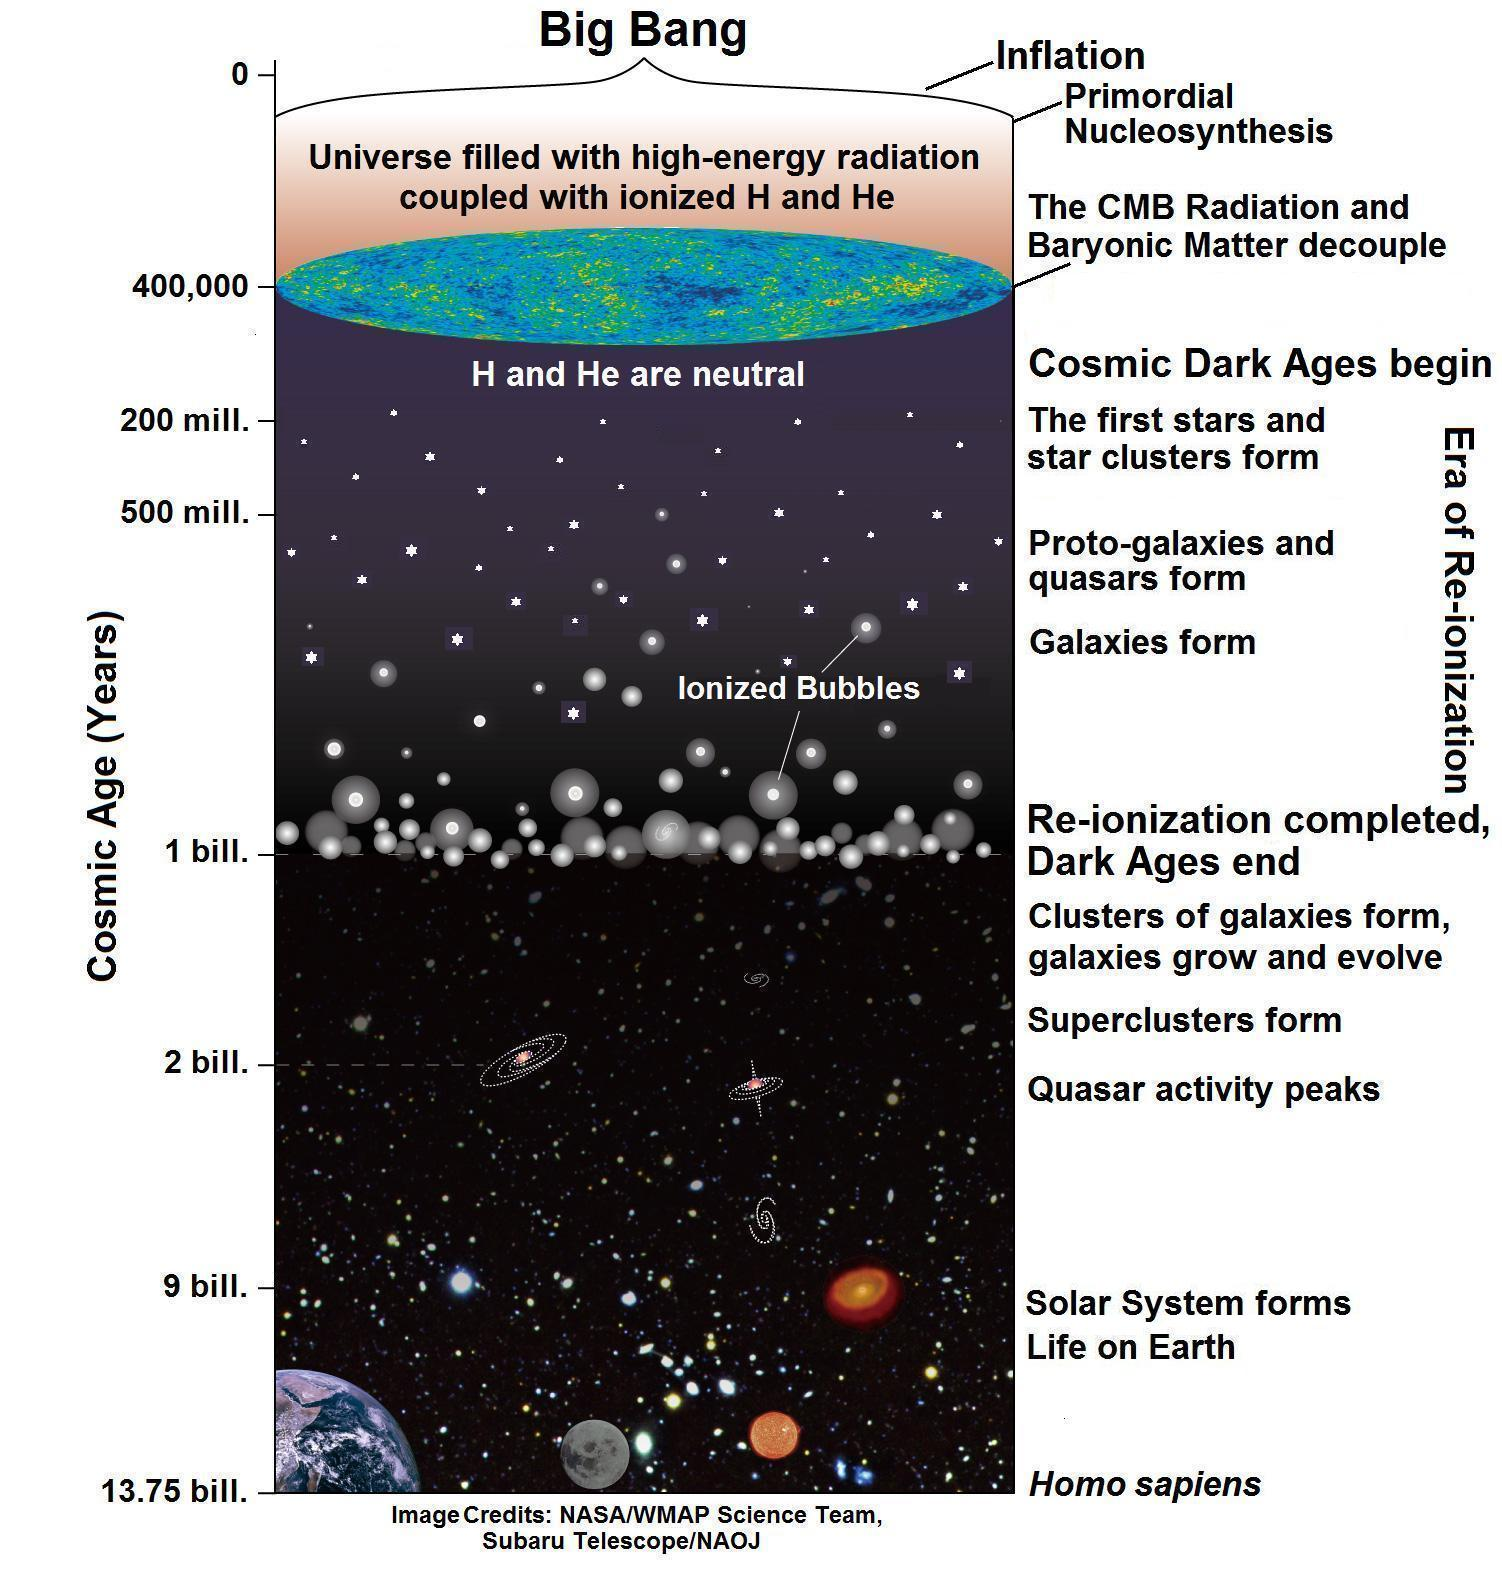 Big Bang
0
Inflation
Primordial
Nucleosynthesis
Universe filled with high-energy radiation
coupled with ionized H and He
The CMB Radiation and
Baryonic Matter decouple
400,000
H and He are neutral
Cosmic Dark Ages begin
200 mill.
The first stars and
star clusters form
500 mill.
Proto-galaxies and
quasars form
Galaxies form
Era of Re-ionization
Ionized Bubbles
Cosmic Age (Years)
1 bill.
Re-ionization completed,
Dark Ages end
Clusters of galaxies form,
galaxies grow and evolve
Superclusters form
2 bill.
Quasar activity peaks
9 bill.
Solar System forms
Life on Earth
13.75 bill.
Homo sapiens
Image Credits: NASA/WMAP Science Team,
Subaru Telescope/NAOJ